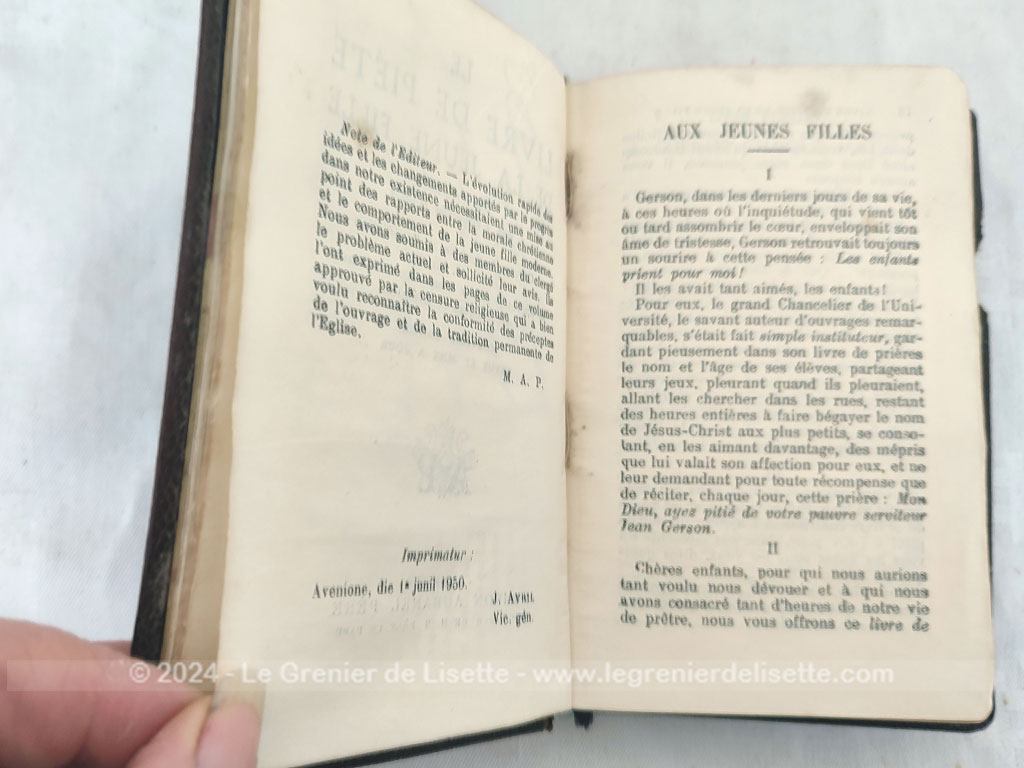 Note de l'Editeur. — L'évolution rapide des
idées et les changements apportés par le progrès
dans notre existence nécessitaient une mise au
point des rapports entre la morale chrétienne
et le comportement de la jeune fille moderne.
Nous avons soumis à des membres du clergé
le problème actuel et sollicité leur avis. Ils
l'ont exprimé dans les pages de ce volume
approuvé par la censure religieuse qui a bien
voulu reconnaître la conformité des préceptes
de l'ouvrage et de la tradition permanente de
l'Eglise.
M. A. P.
Imprimatur :
Avenione, die 1ª junii 1950.
J. Avril
Vic. gén.
AUX JEUNES FILLES
I
Gerson, dans les derniers jours de sa vie,
à ces heures où l'inquiétude, qui vient tôt
ou tard assombrir le cœur, enveloppait son
âme de tristesse, Gerson retrouvait toujours
un sourire à cette pensée : Les enfants
prient pour moi !
Il les avait tant aimés, les enfants !
Pour eux, le grand Chancelier de l'Uni-
versité, le savant auteur d'ouvrages remar-
quables, s'était fait simple instituteur, gar-
dant pieusement dans son livre de prières
le nom et l'âge de ses élèves, partageant
leurs jeux, pleurant quand ils pleuraient,
allant les chercher dans les rues, restant
des heures entières à faire bégayer le nom
de Jésus-Christ aux plus petits, se conso-
lant, en les aimant davantage, des mépris
que lui valait son affection pour eux, et ne
leur demandant pour toute récompense que
de réciter, chaque jour, cette prière : Mon
Dieu, ayez pitié de votre pauvre serviteur
Jean Gerson.
II
Chères enfants, pour qui nous aurions
tant voulu nous dévouer et à qui nous
avons consacré tant d'heures de notre vie
de prêtre, nous vous offrons ce livre de
© 2024 - Le Grenier de Lisette - www.legrenierdelisette.com